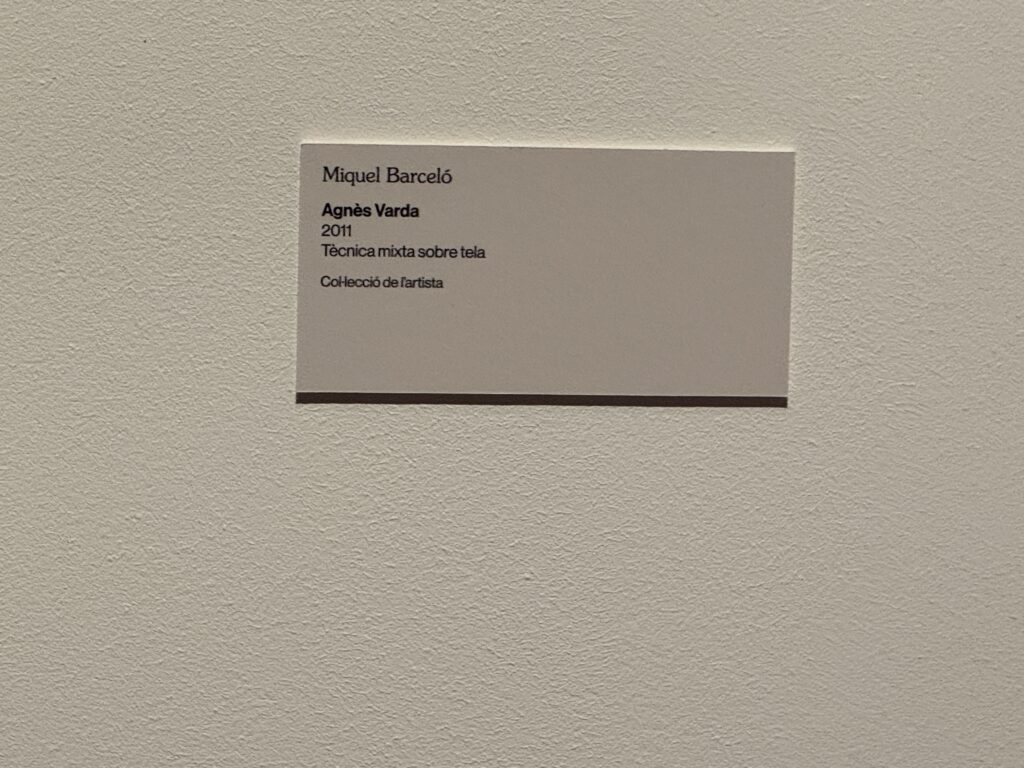 Miquel Barceló
Agnès Varda
2011
Tècnica mixta sobre tela
Col·lecció de l'artista